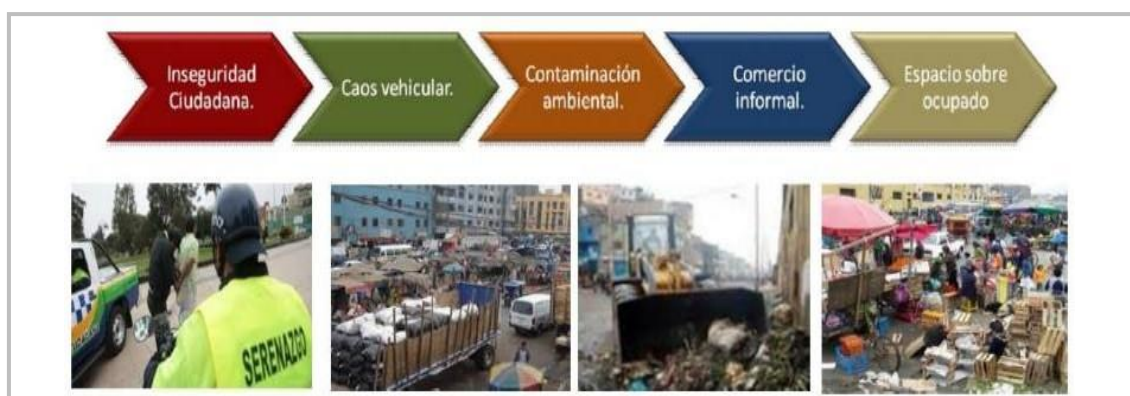 Inseguridad
Ciudadana.
Caos vehicular.
Contaminación
ambiental.
Comercio
informal.
Espacio sobre
ocupado
SERENAZGO